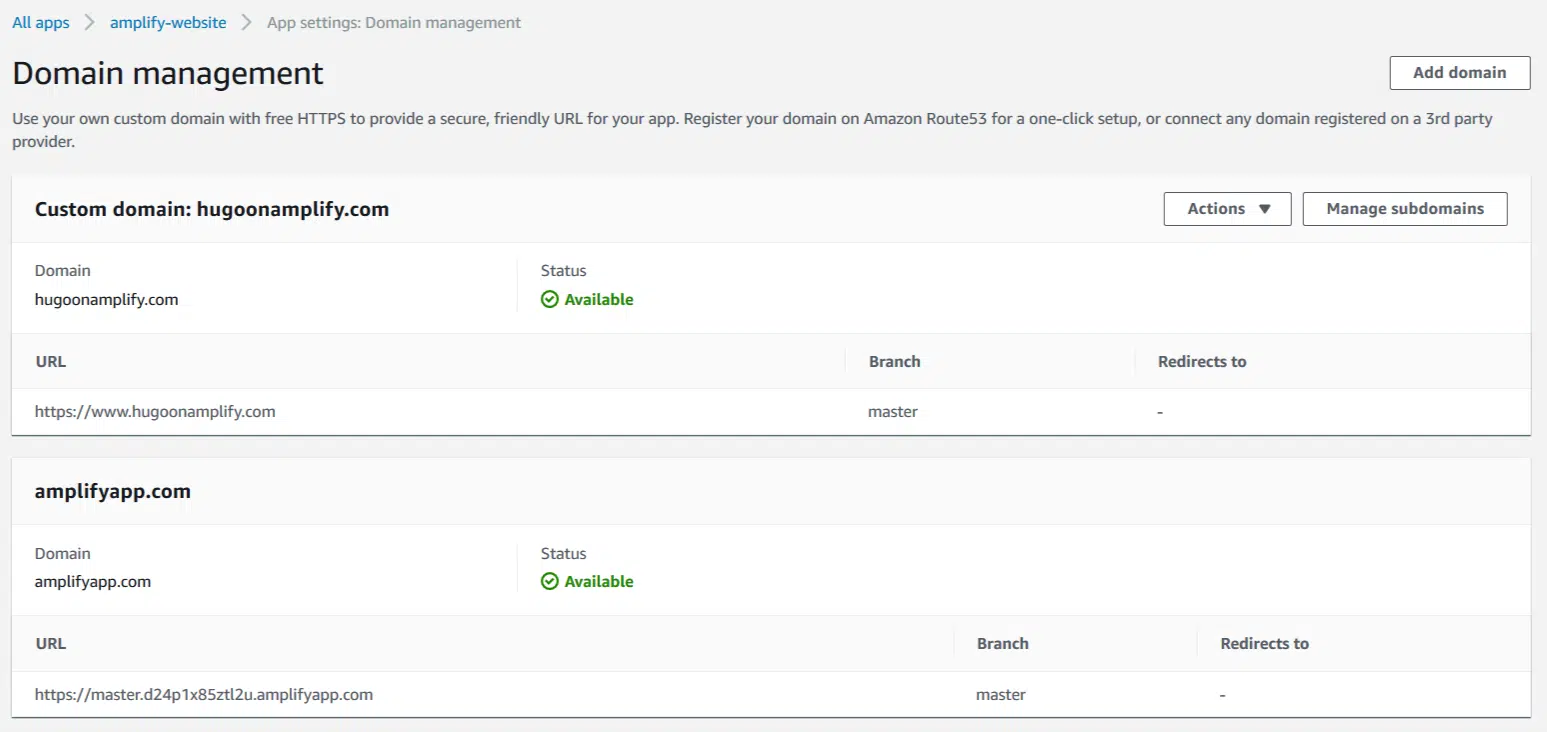 All apps > amplify-website > App settings: Domain management
Domain management
Add domain
Use your own custom domain with free HTTPS to provide a secure, friendly URL for your app. Register your domain on Amazon Route53 for a one-click setup, or connect any domain registered on a 3rd party
provider.
Custom domain: hugoonamplify.com
Actions ▼ Manage subdomains
Domain Status
hugoonamplify.com Available
URL Branch Redirects to
https://www.hugoonamplify.com master -
amplifyapp.com
Domain Status
amplifyapp.com Available
URL Branch Redirects to
https://master.d24p1x85ztl2u.amplifyapp.com master -